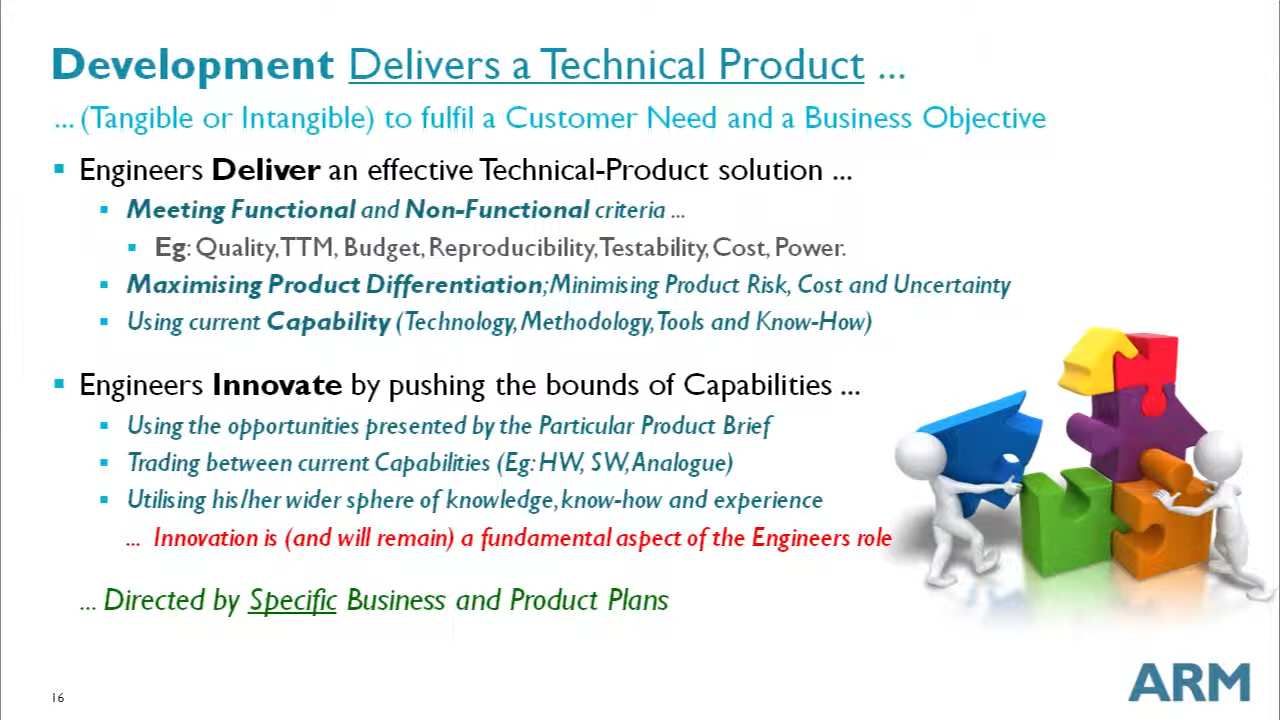 Development Delivers a Technical Product ...
... (Tangible or Intangible) to fulfil a Customer Need and a Business Objective
Engineers Deliver an effective Technical-Product solution ...
Meeting Functional and Non-Functional criteria ...
Eg: Quality, TTM, Budget, Reproducibility, Testability, Cost, Power.
Maximising Product Differentiation; Minimising Product Risk, Cost and Uncertainty
Using current Capability (Technology, Methodology, Tools and Know-How)
Engineers Innovate by pushing the bounds of Capabilities ...
Using the opportunities presented by the Particular Product Brief
Trading between current Capabilities (Eg: HW, SW, Analogue)
Utilising his/her wider sphere of knowledge, know-how and experience
... Innovation is (and will remain) a fundamental aspect of the Engineers role
... Directed by Specific Business and Product Plans
16
ARM